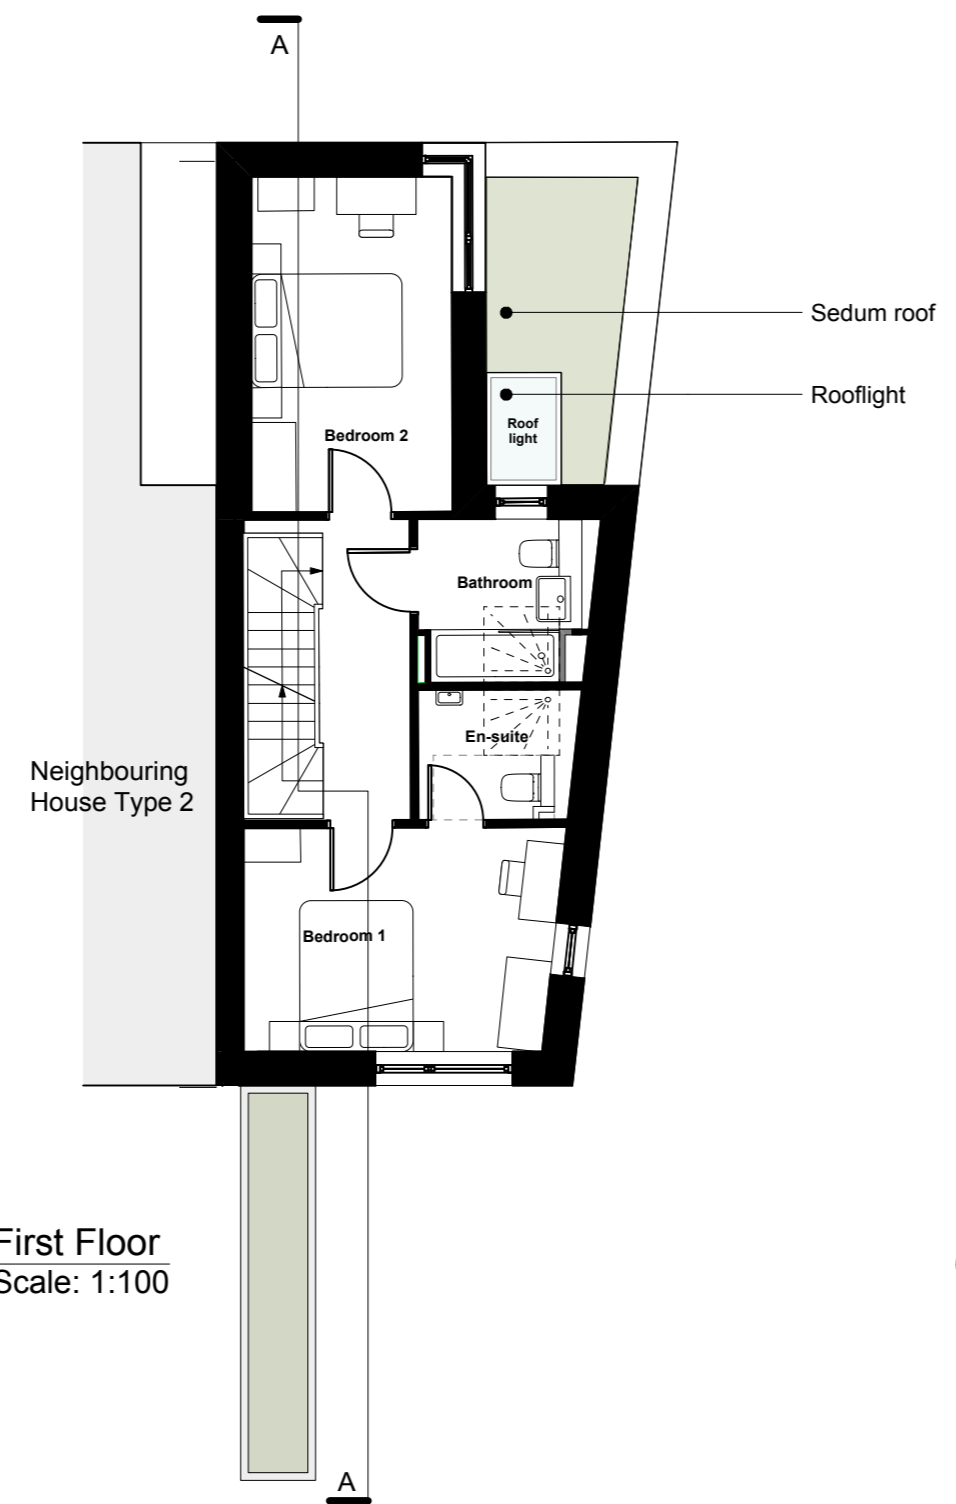 A
Sedum roof
Rooflight
Roof
light
Bedroom 2
Bathroom
En-suite
Neighbouring
House Type 2
Bedroom 1
First Floor
Scale: 1:100
A